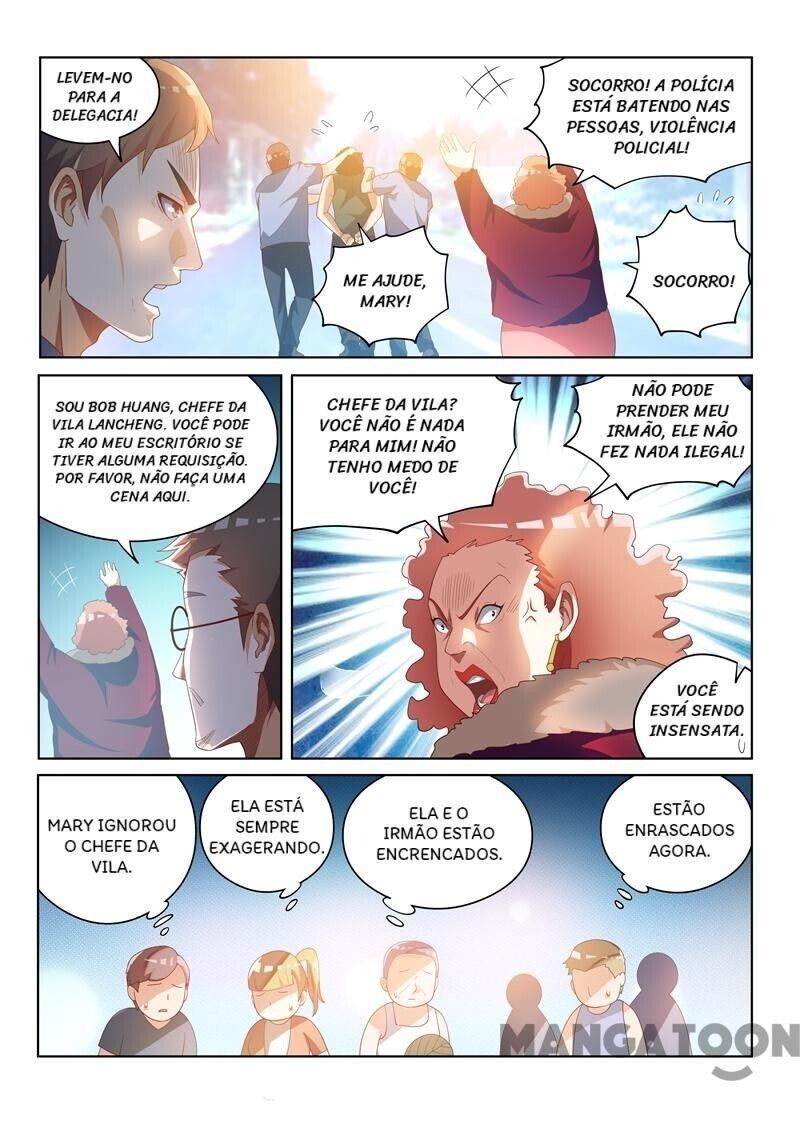 LEVEM-NO
PARA A
DELEGACIA!
SOCORRO! A POLÍCIA
ESTÁ BATENDO NAS
PESSOAS, VIOLÊNCIA
POLICIAL!
ME AJUDE,
MARY!
SOCORRO!
SOU BOB HUANG, CHEFE DA
VILA LANCHENG. VOCÊ PODE
IR AO MEU ESCRITÓRIO SE
TIVER ALGUMA REQUISIÇÃO.
POR FAVOR, NÃO FAÇA UMA
CENA AQUI.
CHEFE DA VILA?
VOCÊ NÃO É NADA
PARA MIM! NÃO
TENHO MEDO DE
VOCÊ!
NÃO PODE
PRENDER MEU
IRMÃO, ELE NÃO
FEZ NADA ILEGAL!
VOCÊ
ESTÁ SENDO
INSENSATA.
MARY IGNOROU
O CHEFE DA
VILA.
ELA ESTÁ
SEMPRE
EXAGERANDO.
ELA E O
IRMÃO ESTÃO
ENCRENCADOS.
ESTÃO
ENRASCADOS
AGORA.
MANGATOON